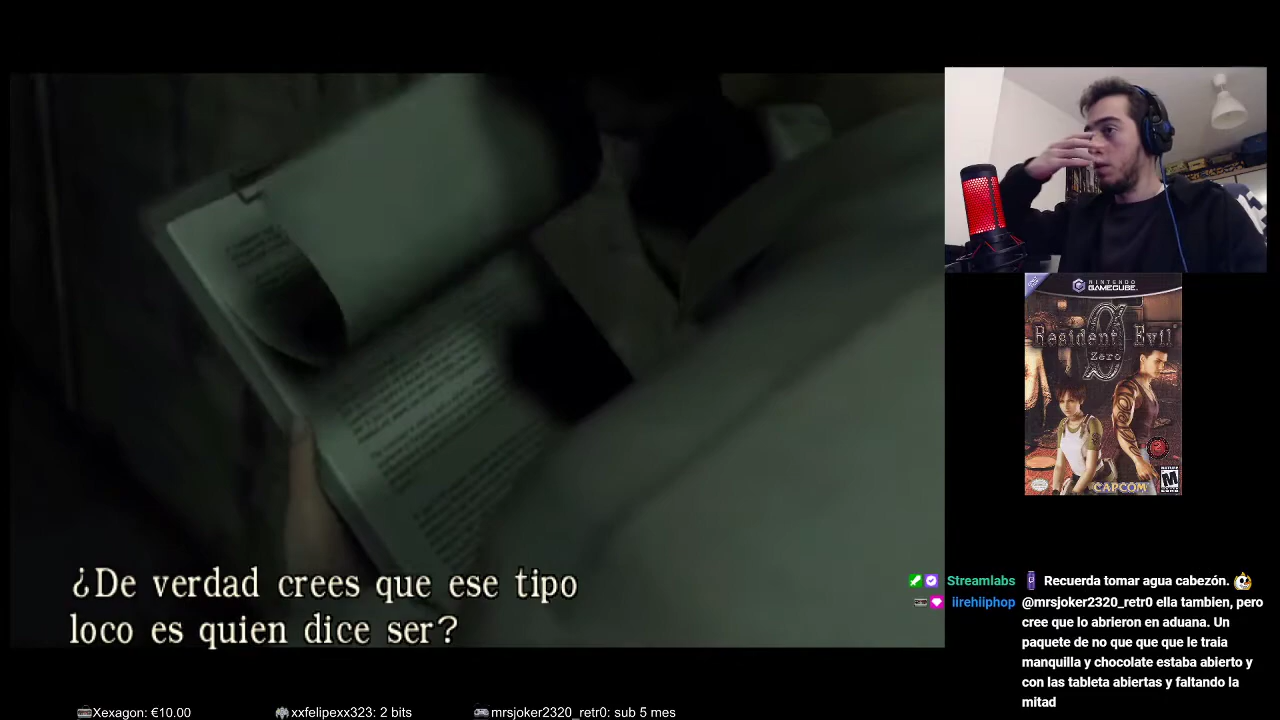 ¿De verdad crees que ese tipo
loco es quien dice ser?
NINTENDO
GAMECUBE
Resident Evil
0
Zero
MATURE
M
CAPCOM
Streamlabs Recuerda tomar agua cabezón.
iirehiiphop @mrsjoker2320_retr0 ella tambien, pero
cree que lo abrieron en aduana. Un
paquete de no que que que le traia
manquilla y chocolate estaba abierto y
con las tableta abiertas y faltando la
mitad
Xexagon: €10.00
xxfelipexx323: 2 bits
mrsjoker2320_retr0: sub 5 mes